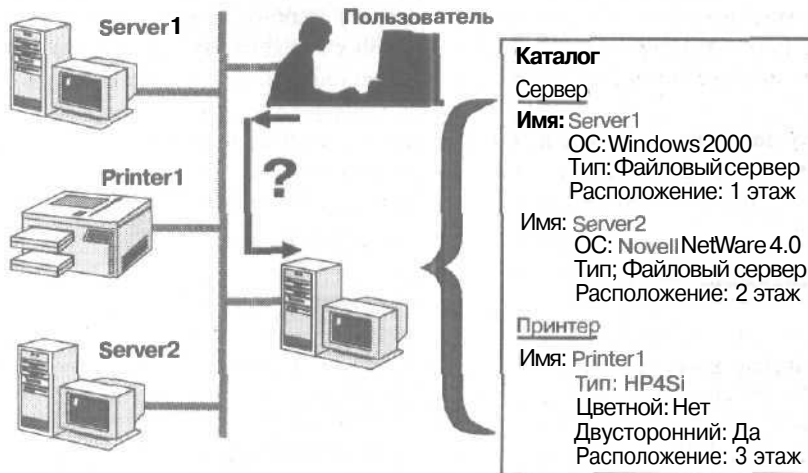 Пользователь
Server1
Printer1
?
Server2
Каталог
Сервер
Имя: Server1
ОС: Windows 2000
Тип: Файловый сервер
Расположение: 1 этаж
Имя: Server2
ОС: Novell NetWare 4.0
Тип; Файловый сервер
Расположение: 2 этаж
Принтер
Имя: Printer1
Тип: HP4Si
Цветной: Нет
Двусторонний: Да
Расположение: 3 этаж